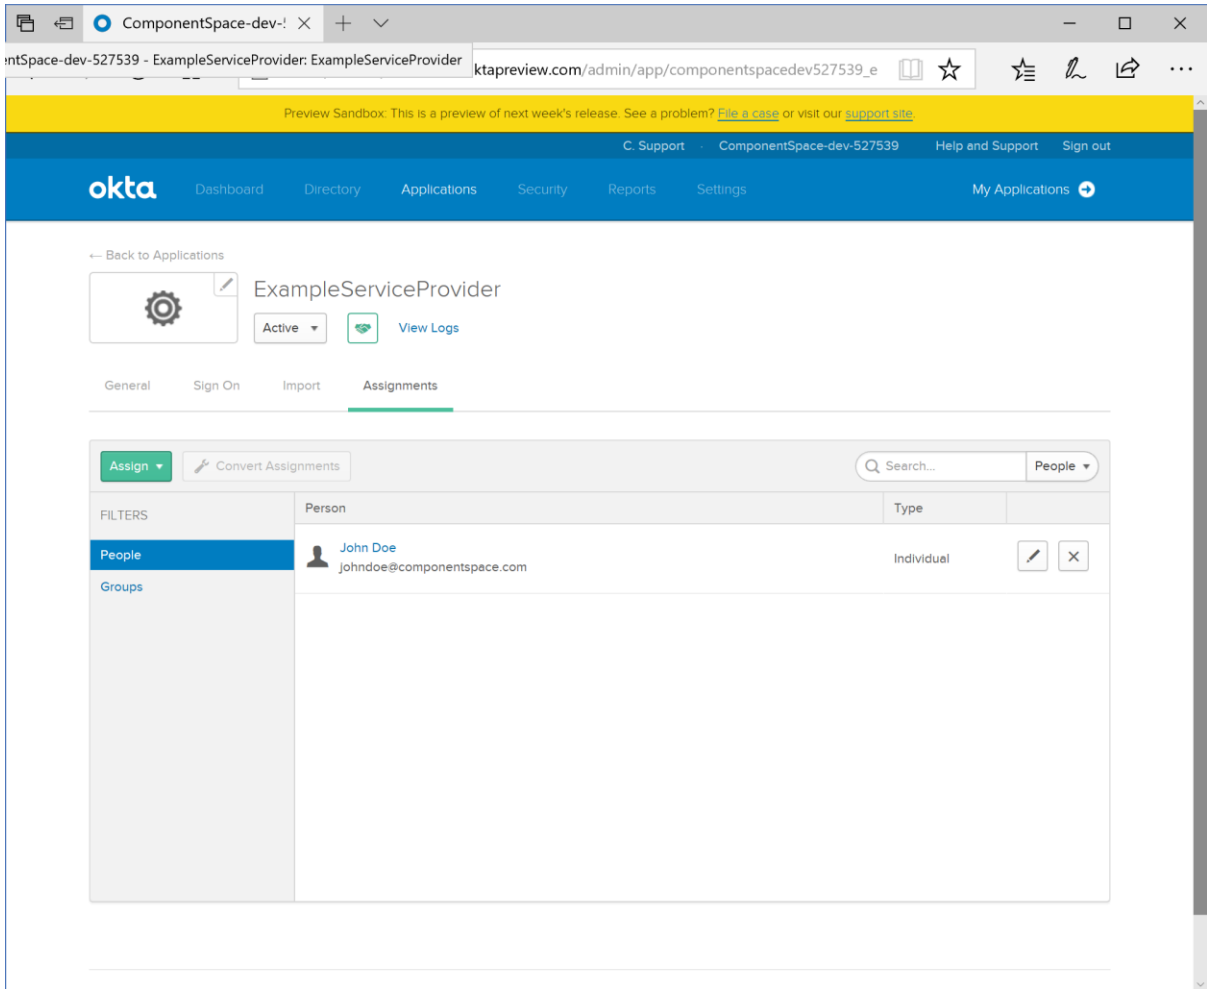 ComponentSpace-dev-!
entSpace-dev-527539 - ExampleServiceProvider: ExampleServiceProvider
ktapreview.com/admin/app/componentspacedev527539_e
Preview Sandbox: This is a preview of next week's release. See a problem? File a case or visit our support site.
C. Support · ComponentSpace-dev-527539 Help and Support Sign out
okta Dashboard Directory Applications Security Reports Settings My Applications
← Back to Applications
ExampleServiceProvider
Active View Logs
General Sign On Import Assignments
Assign Convert Assignments Search... People
FILTERS Person Type
People John Doe Individual
johndoe@componentspace.com
Groups